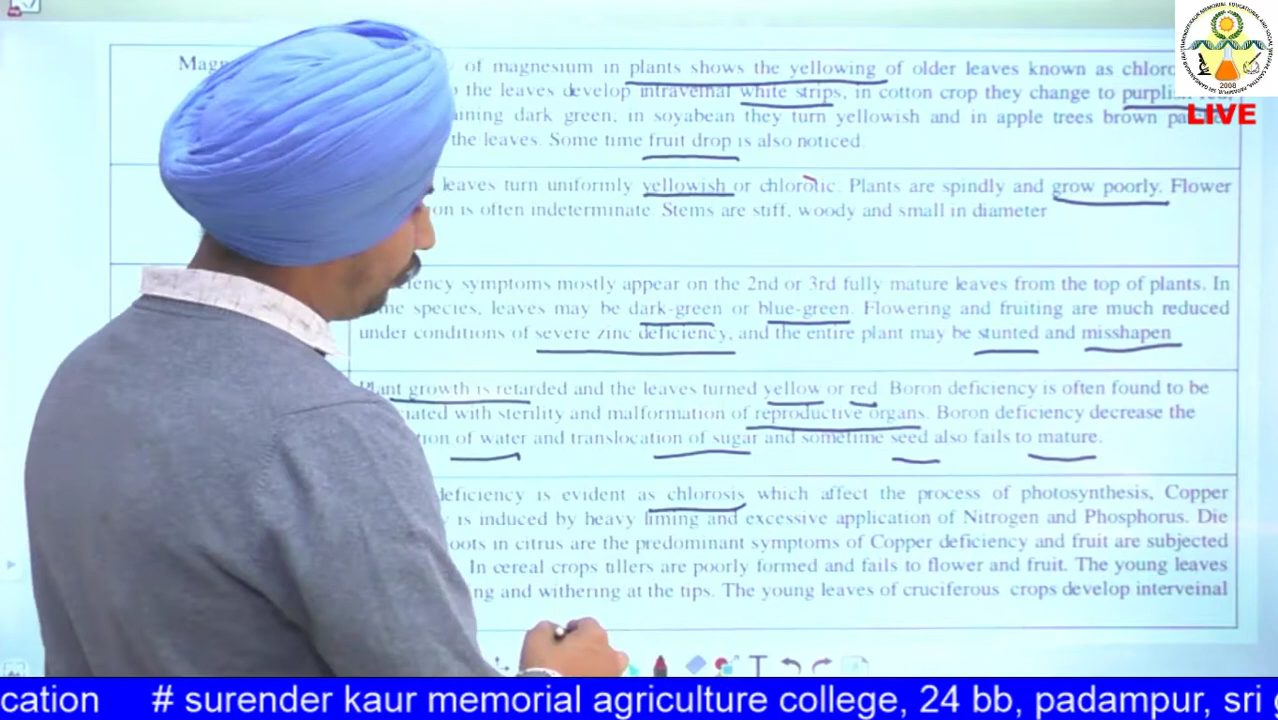 Magn of magnesium in plants shows the yellowing of older leaves known as chloro
the leaves develop intraveinal white strips, in cotton crop they change to purplish red,
ining dark green, in soyabean they turn yellowish and in apple trees brown
the leaves. Some time fruit drop is also noticed.
leaves turn uniformly yellowish or chlorotic. Plants are spindly and grow poorly. Flower
on is often indeterminate. Stems are stiff, woody and small in diameter
iency symptoms mostly appear on the 2nd or 3rd fully mature leaves from the top of plants. In
me species, leaves may be dark-green or blue-green. Flowering and fruiting are much reduced
under conditions of severe zinc deficiency, and the entire plant may be stunted and misshapen
Plant growth is retarded and the leaves turned yellow or red. Boron deficiency is often found to be
iated with sterility and malformation of reproductive organs. Boron deficiency decrease the
tion of water and translocation of sugar and sometime seed also fails to mature.
deficiency is evident as chlorosis which affect the process of photosynthesis, Copper
is induced by heavy liming and excessive application of Nitrogen and Phosphorus. Die
oots in citrus are the predominant symptoms of Copper deficiency and fruit are subjected
In cereal crops tillers are poorly formed and fails to flower and fruit. The young leaves
ng and withering at the tips. The young leaves of cruciferous crops develop interveinal
2008
LIVE
cation # surender kaur memorial agriculture college, 24 bb, padampur, sri g